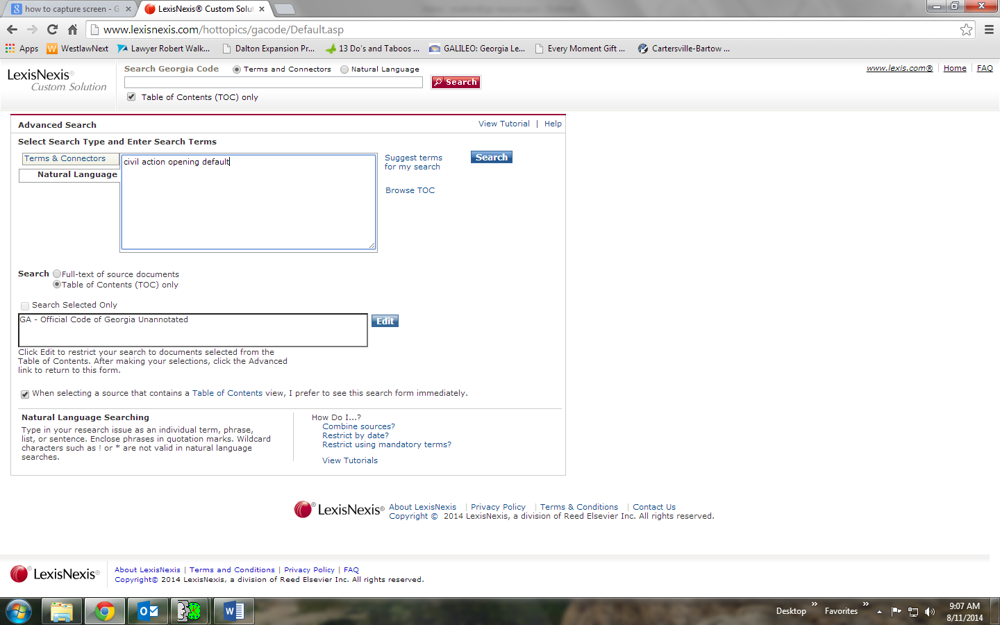 how to capture screen - G
LexisNexis® Custom Solut
www.lexisnexis.com/hottopics/gacode/Default.asp
Apps WestlawNext Lawyer Robert Walk... Dalton Expansion Pr... 13 Do's and Taboos ... GALILEO: Georgia Le... Every Moment Gift ... Cartersville-Bartow ...
LexisNexis®
Custom Solution
Search Georgia Code Terms and Connectors Natural Language
Search
Table of Contents (TOC) only
www.lexis.com® Home FAQ
Advanced Search
View Tutorial | Help
Select Search Type and Enter Search Terms
Terms & Connectors
Natural Language
civil action opening default
Suggest terms
for my search
Search
Browse TOC
Search Full-text of source documents
Table of Contents (TOC) only
Search Selected Only
GA - Official Code of Georgia Unannotated
Edit
Click Edit to restrict your search to documents selected from the
Table of Contents. After making your selections, click the Advanced
link to return to this form.
When selecting a source that contains a Table of Contents view, I prefer to see this search form immediately.
Natural Language Searching
Type in your research issue as an individual term, phrase,
list, or sentence. Enclose phrases in quotation marks. Wildcard
characters such as ! or * are not valid in natural language
searches.
How Do I...?
Combine sources?
Restrict by date?
Restrict using mandatory terms?
View Tutorials
LexisNexis®
About LexisNexis | Privacy Policy | Terms & Conditions | Contact Us
Copyright © 2014 LexisNexis, a division of Reed Elsevier Inc. All rights reserved.
LexisNexis®
About LexisNexis | Terms and Conditions | Privacy Policy | FAQ
Copyright© 2014 LexisNexis, a division of Reed Elsevier Inc. All rights reserved.
Desktop » Favorites »
9:07 AM
8/11/2014